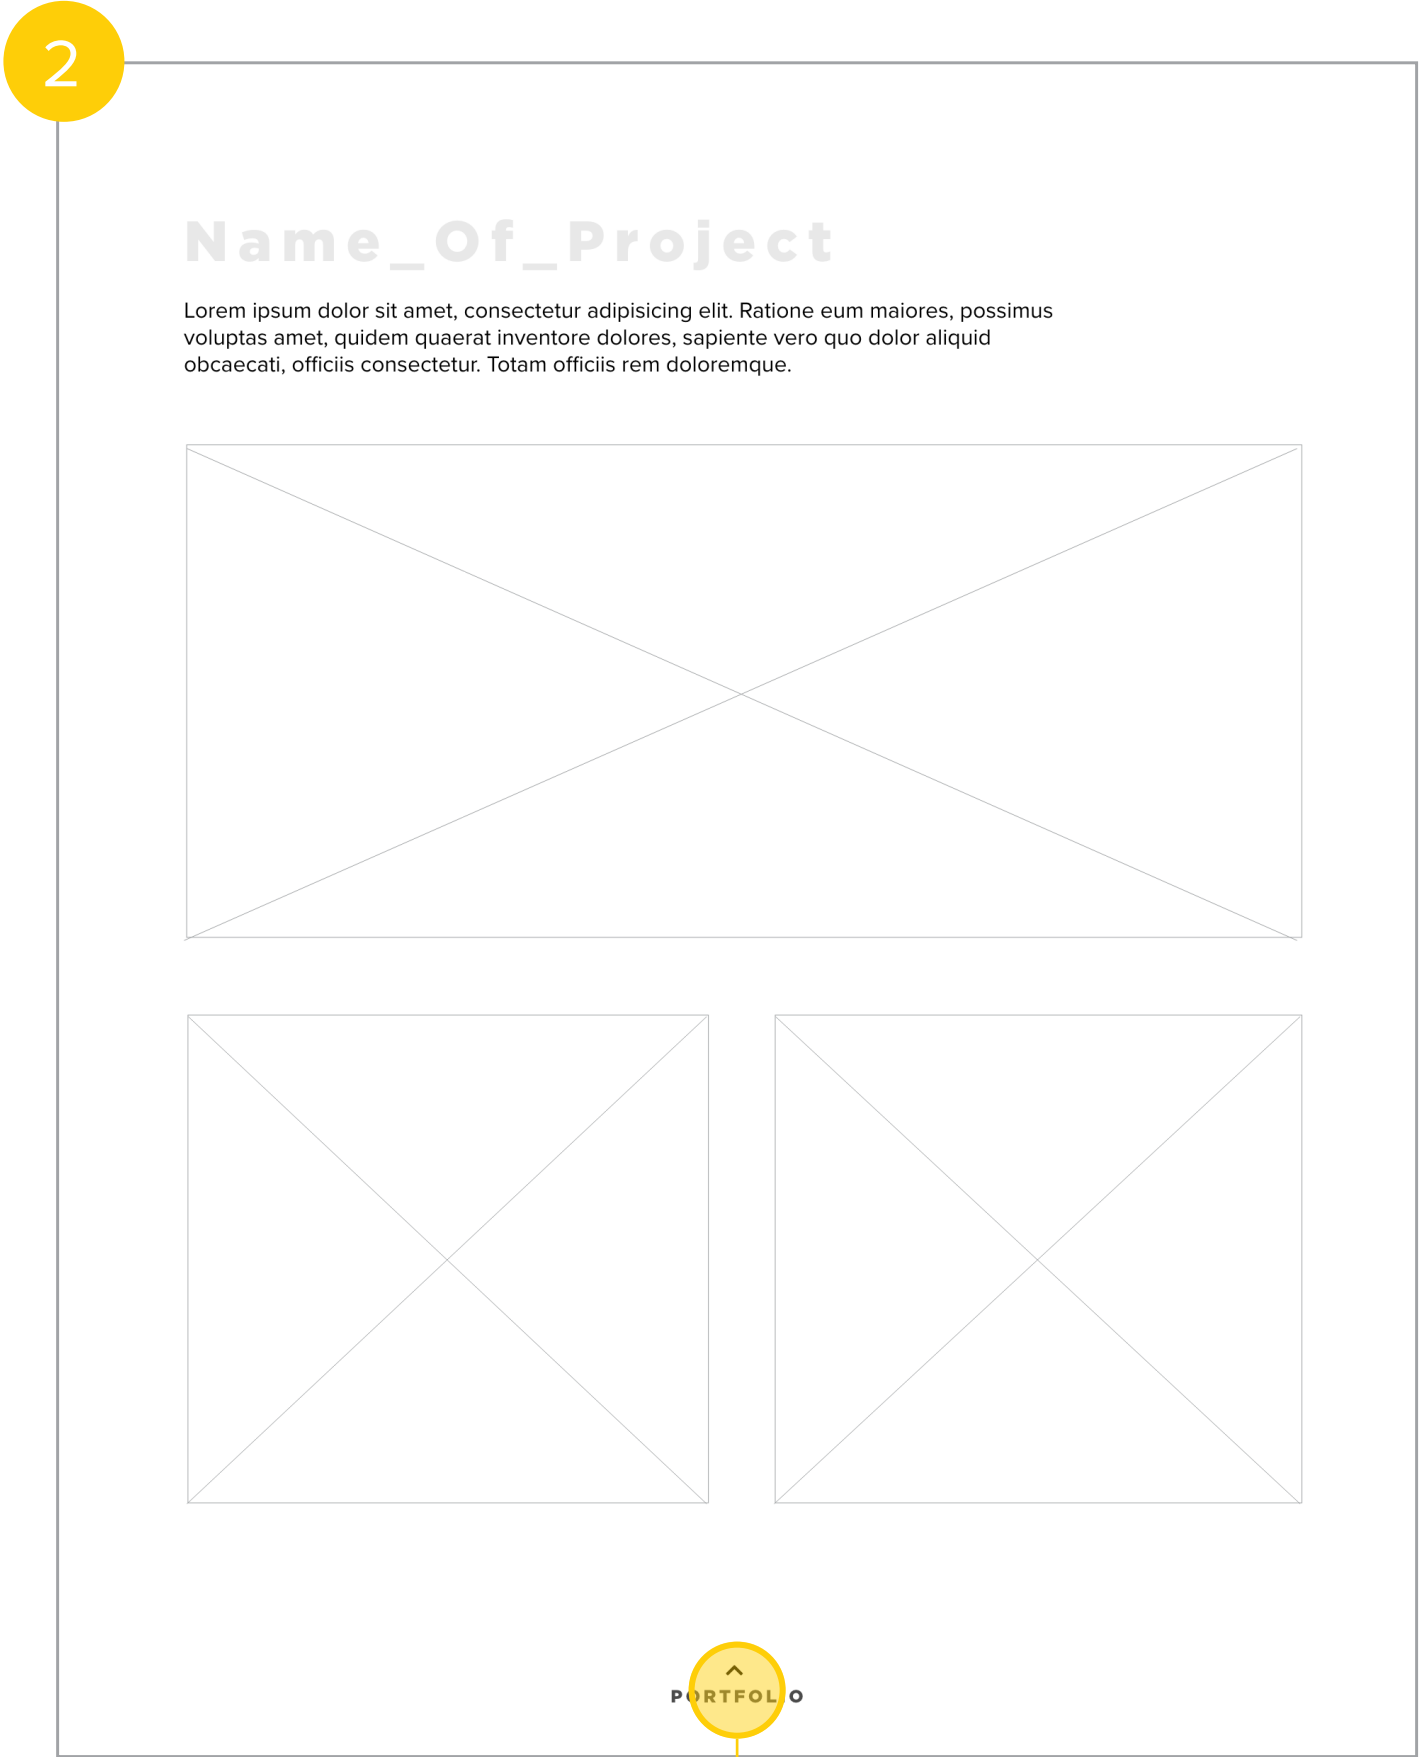 2
Name_Of_Project
Lorem ipsum dolor sit amet, consectetur adipisicing elit. Ratione eum maiores, possimus
voluptas amet, quidem quaerat inventore dolores, sapiente vero quo dolor aliquid
obcaecati, officiis consectetur. Totam officiis rem doloremque.
PORTFOLIO